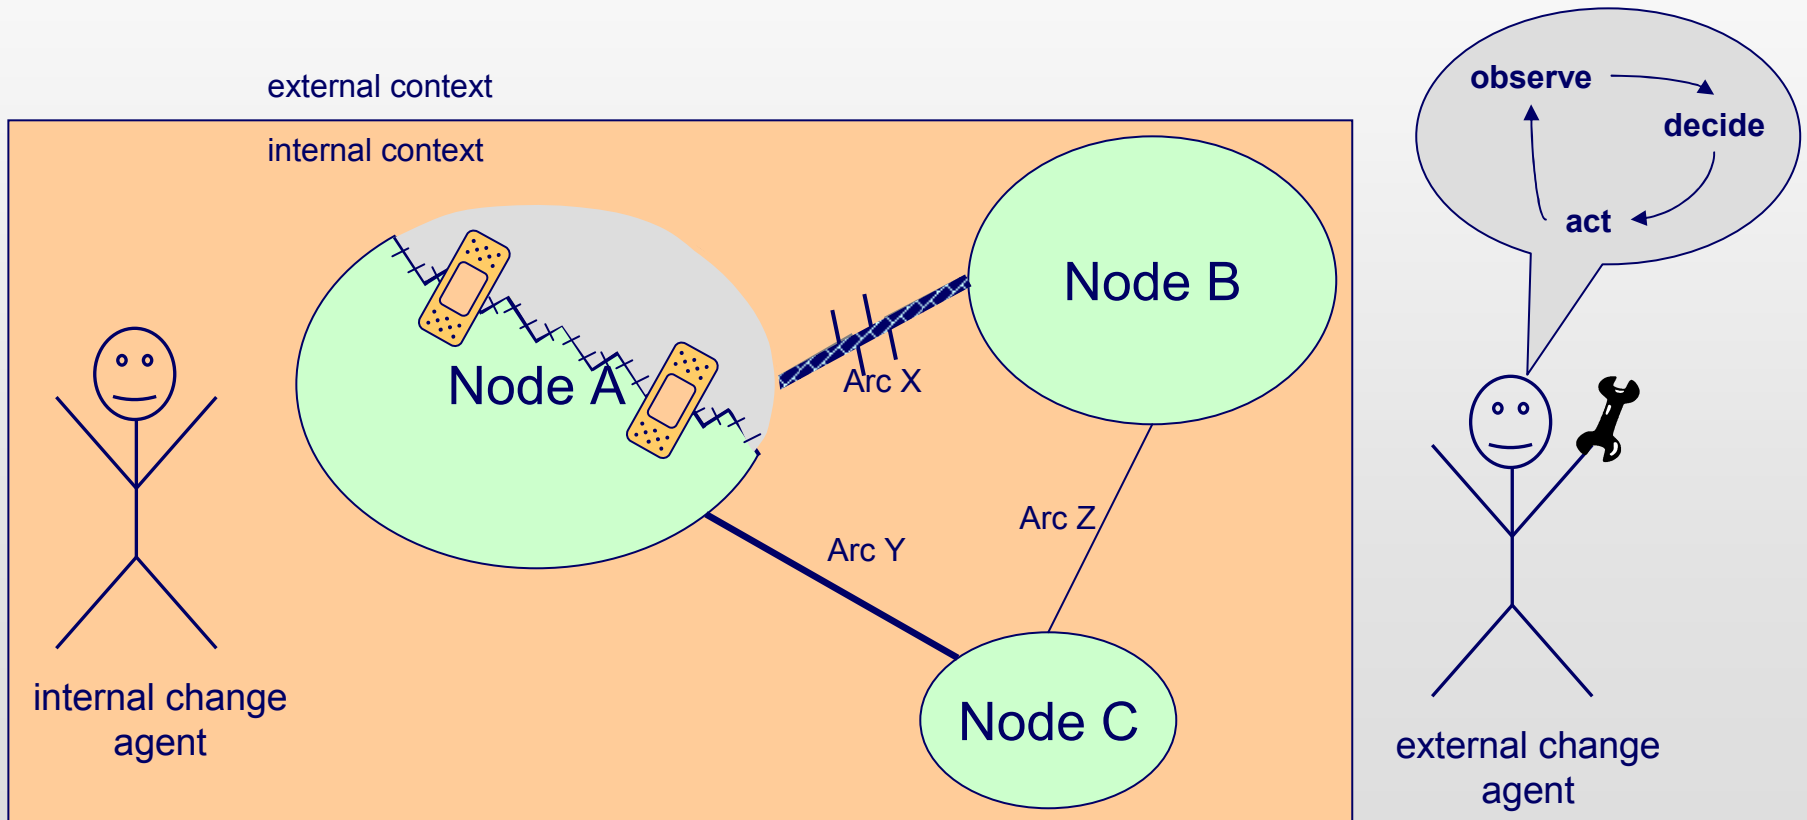 external context
internal context
observe
decide
act
Node A
Node B
Arc X
Arc Y
Arc Z
Node C
internal change
agent
external change
agent